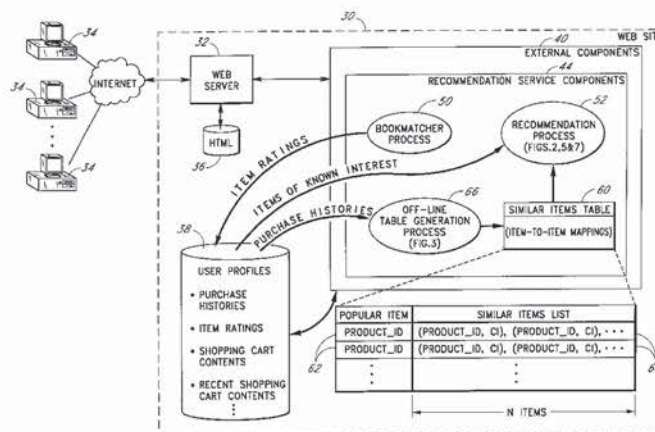 30
WEB SIT
34
34
34
INTERNET
32
WEB
SERVER
36
HTML
40
EXTERNAL COMPONENTS
44
RECOMMENDATION SERVICE COMPONENTS
50
BOOKMATCHER
PROCESS
52
RECOMMENDATION
PROCESS
(FIGS.2,5&7)
ITEM RATINGS
ITEMS OF KNOWN INTEREST
PURCHASE HISTORIES
66
OFF-LINE
TABLE GENERATION
PROCESS
(FIG.3)
60
SIMILAR ITEMS TABLE
(ITEM-TO-ITEM MAPPINGS)
38
USER PROFILES
• PURCHASE
HISTORIES
• ITEM RATINGS
• SHOPPING CART
CONTENTS
• RECENT SHOPPING
CART CONTENTS
POPULAR ITEM SIMILAR ITEMS LIST
PRODUCT_ID (PRODUCT_ID, CI), (PRODUCT_ID, CI), ...
PRODUCT_ID (PRODUCT_ID, CI), (PRODUCT_ID, CI), ...
62
N ITEMS